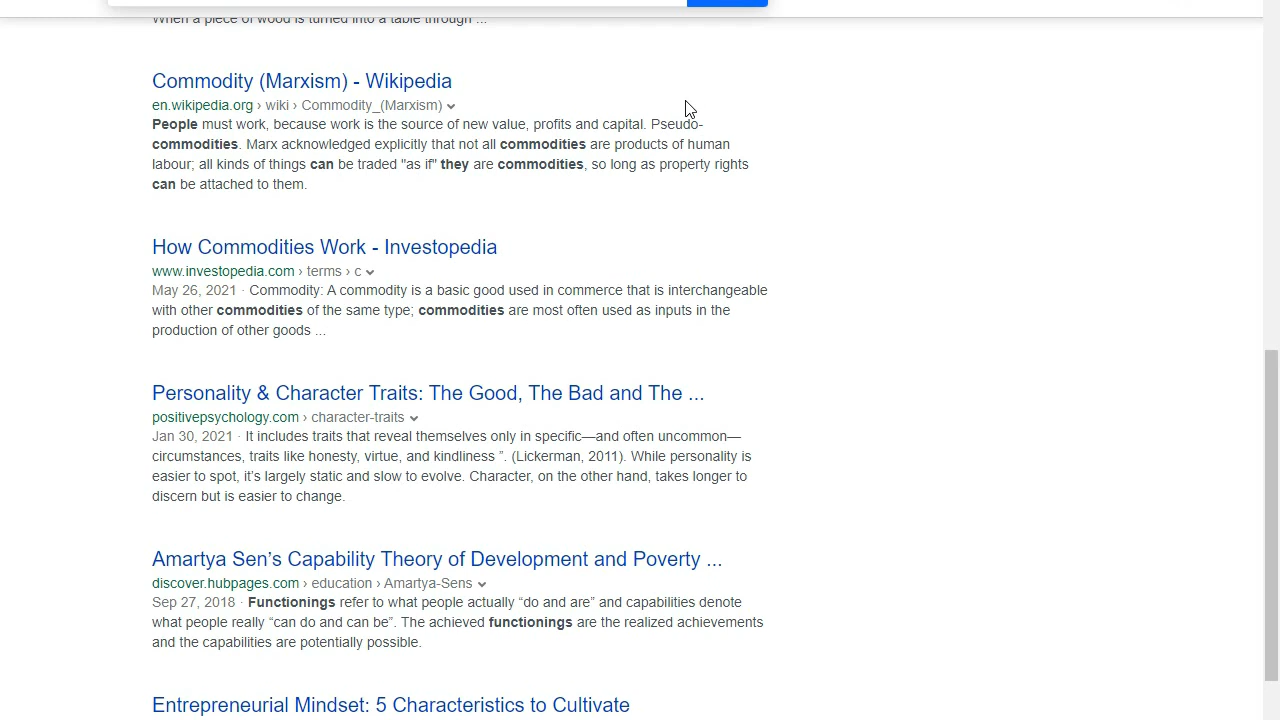 When a piece of wood is turned into a table through ...
Commodity (Marxism) - Wikipedia
en.wikipedia.org › wiki › Commodity_(Marxism)
People must work, because work is the source of new value, profits and capital. Pseudo-
commodities. Marx acknowledged explicitly that not all commodities are products of human
labour; all kinds of things can be traded "as if" they are commodities, so long as property rights
can be attached to them.
How Commodities Work - Investopedia
www.investopedia.com › terms › c
May 26, 2021 · Commodity: A commodity is a basic good used in commerce that is interchangeable
with other commodities of the same type; commodities are most often used as inputs in the
production of other goods ...
Personality & Character Traits: The Good, The Bad and The ...
positivepsychology.com › character-traits
Jan 30, 2021 · It includes traits that reveal themselves only in specific—and often uncommon—
circumstances, traits like honesty, virtue, and kindliness ”. (Lickerman, 2011). While personality is
easier to spot, it’s largely static and slow to evolve. Character, on the other hand, takes longer to
discern but is easier to change.
Amartya Sen’s Capability Theory of Development and Poverty ...
discover.hubpages.com › education › Amartya-Sens
Sep 27, 2018 · Functionings refer to what people actually “do and are” and capabilities denote
what people really “can do and can be”. The achieved functionings are the realized achievements
and the capabilities are potentially possible.
Entrepreneurial Mindset: 5 Characteristics to Cultivate